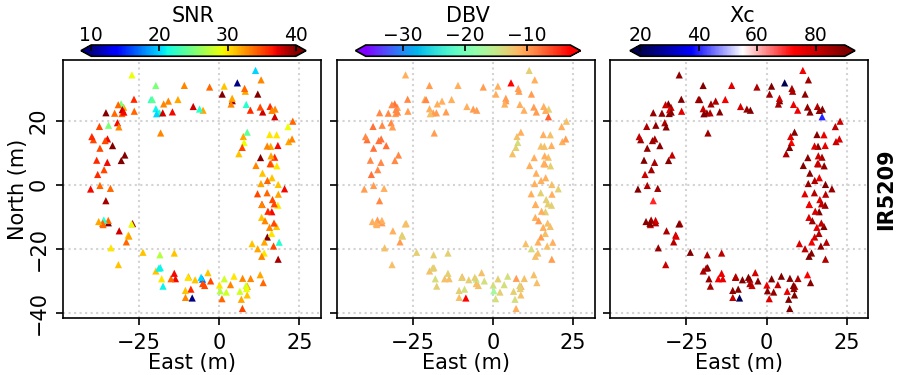 SNR DBV Xc
10 20 30 40 −30 −20 −10 20 40 60 80
20
0
−20
−40
North (m)
IR5209
−25 0 25 −25 0 25 −25 0 25
East (m) East (m) East (m)